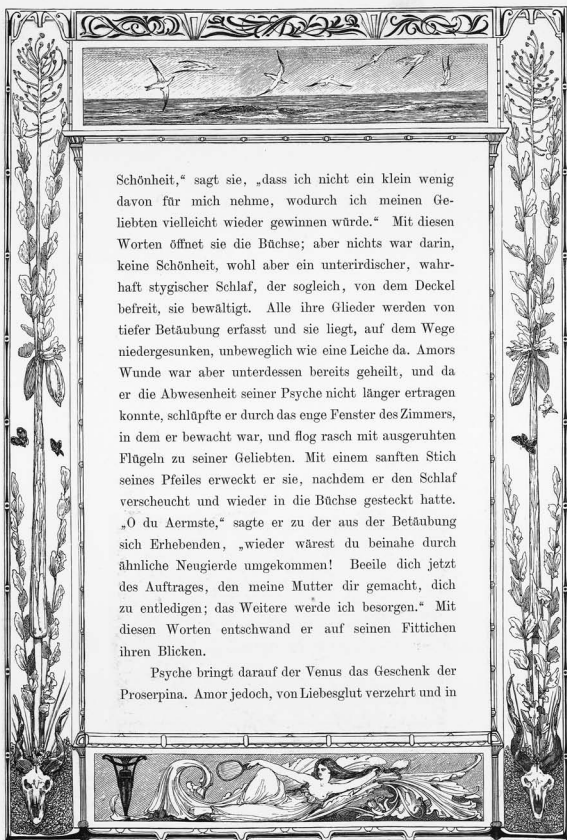 Schönheit,“ sagt sie, „dass ich nicht ein klein wenig
davon für mich nehme, wodurch ich meinen Ge-
liebten vielleicht wieder gewinnen würde.“ Mit diesen
Worten öffnet sie die Büchse; aber nichts war darin,
keine Schönheit, wohl aber ein unterirdischer, wahr-
haft stygischer Schlaf, der sogleich, von dem Deckel
befreit, sie bewältigt. Alle ihre Glieder werden von
tiefer Betäubung erfasst und sie liegt, auf dem Wege
niedergesunken, unbeweglich wie eine Leiche da. Amors
Wunde war aber unterdessen bereits geheilt, und da
er die Abwesenheit seiner Psyche nicht länger ertragen
konnte, schlüpfte er durch das euge Fenster des Zimmers,
in dem er bewacht war, und flog rasch mit ausgeruhten
Flügeln zu seiner Geliebten. Mit einem sanften Stich
seines Pfeiles erweckt er sie, nachdem er den Schlaf
verscheucht und wieder in die Büchse gesteckt hatte.
„O du Aermste,“ sagte er zu der aus der Betäubung
sich Erhebenden, „wieder wärest du beinahe durch
ähnliche Neugierde umgekommen! Beeile dich jetzt
des Auftrages, den meine Mutter dir gemacht, dich
zu entledigen; das Weitere werde ich besorgen.“ Mit
diesen Worten entschwand er auf seinen Fittichen
ihren Blicken.
Psyche bringt darauf der Venus das Geschenk der
Proserpina. Amor jedoch, von Liebesglut verzehrt und in